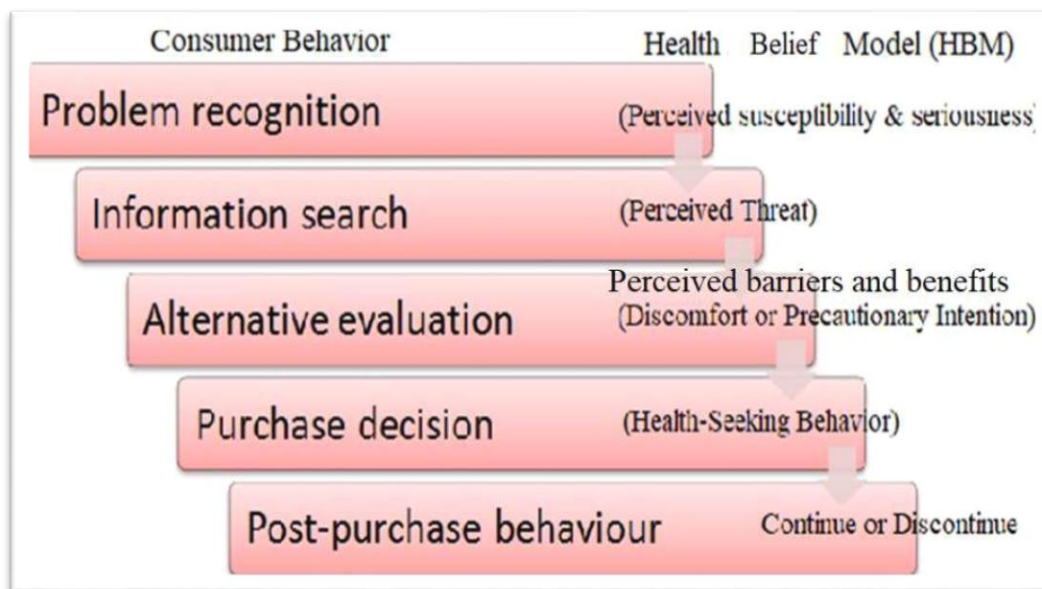 Consumer Behavior Health Belief Model (HBM)
Problem recognition (Perceived susceptibility & seriousness)
Information search (Perceived Threat)
Perceived barriers and benefits
Alternative evaluation (Discomfort or Precautionary Intention)
Purchase decision (Health-Seeking Behavior)
Post-purchase behaviour Continue or Discontinue